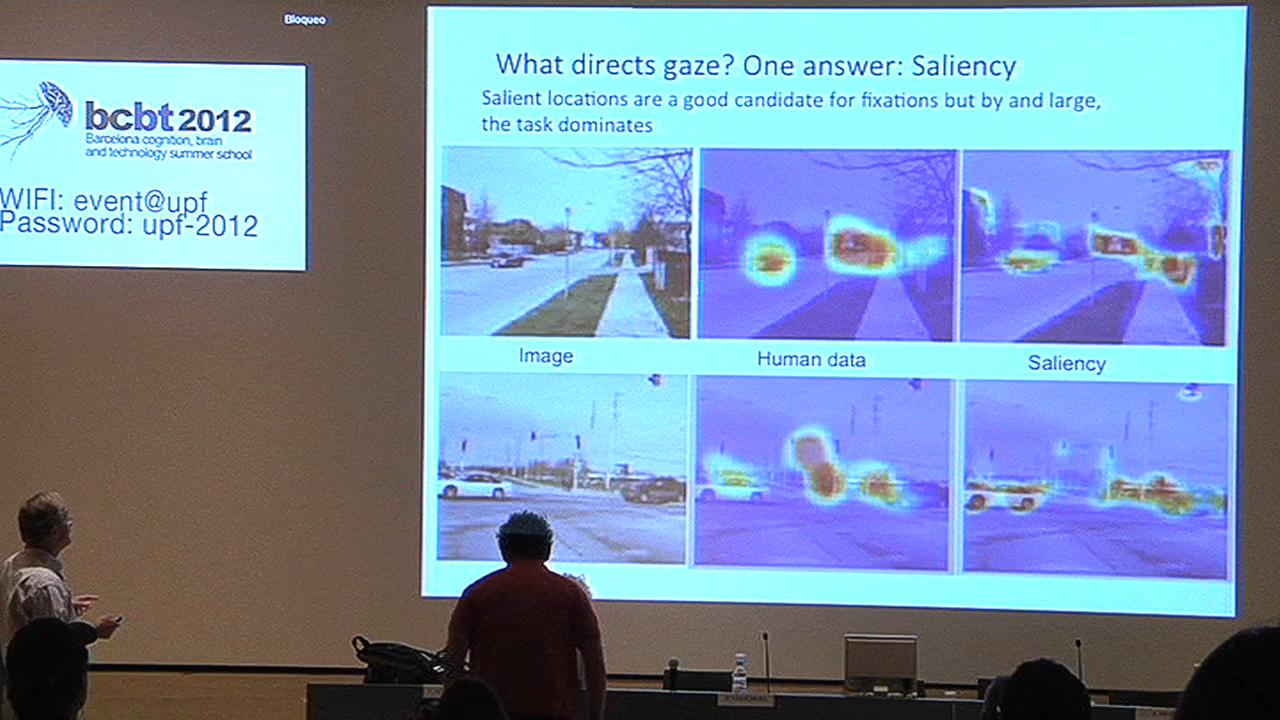 Bloqueo
bcbt2012
Barcelona cognition, brain
and technology summer school
WIFI: event@upf
Password: upf-2012
What directs gaze? One answer: Saliency
Salient locations are a good candidate for fixations but by and large,
the task dominates
Image
Human data
Saliency